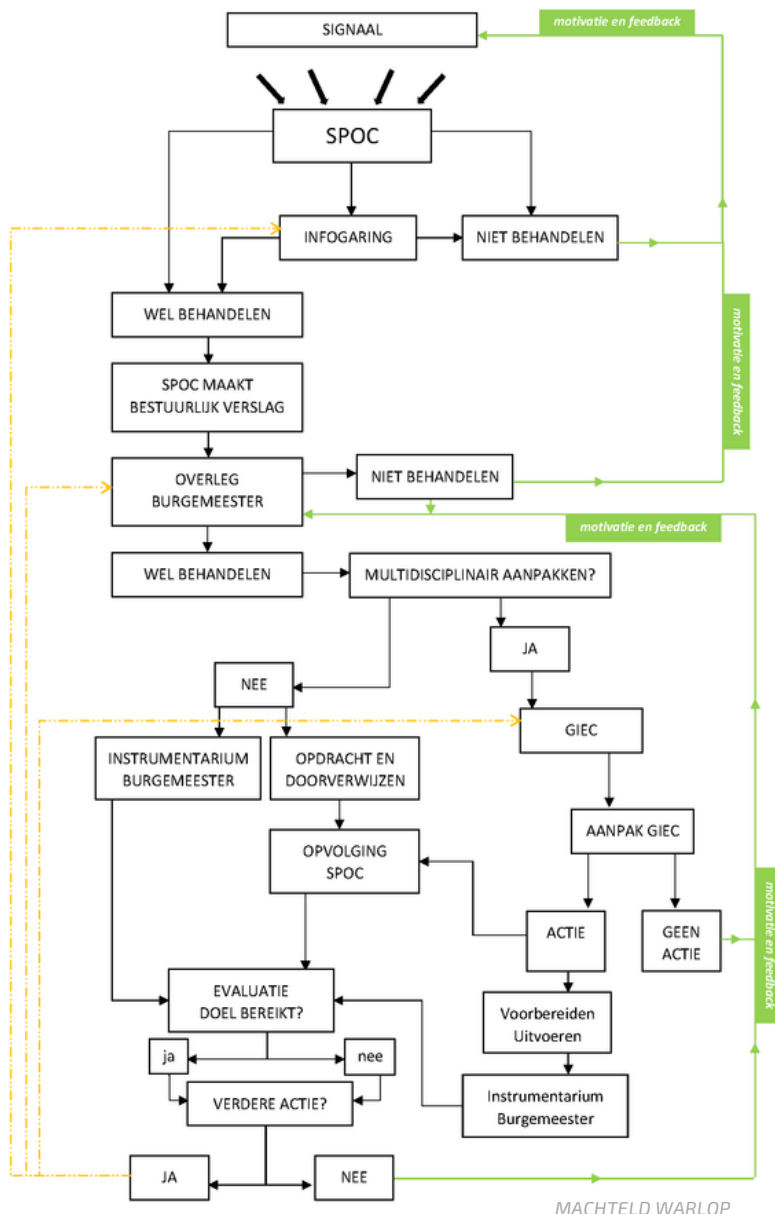 motivatie en feedback
SIGNAAL
SPOC
INFOGARING
NIET BEHANDELEN
WEL BEHANDELEN
motivatie en feedback
SPOC MAAKT
BESTUURLIJK VERSLAG
OVERLEG
BURGEMEESTER
NIET BEHANDELEN
motivatie en feedback
WEL BEHANDELEN
MULTIDISCIPLINAIR AANPAKKEN?
JA
NEE
GIEC
INSTRUMENTARIUM
BURGEMEESTER
OPDRACHT EN
DOORVERWIJZEN
AANPAK GIEC
OPVOLGING
SPOC
ACTIE
GEEN
ACTIE
motivatie en feedback
EVALUATIE
DOEL BEREIKT?
Voorbereiden
Uitvoeren
ja
nee
VERDERE ACTIE?
Instrumentarium
Burgemeester
JA
NEE
MACHTELD WARLOP